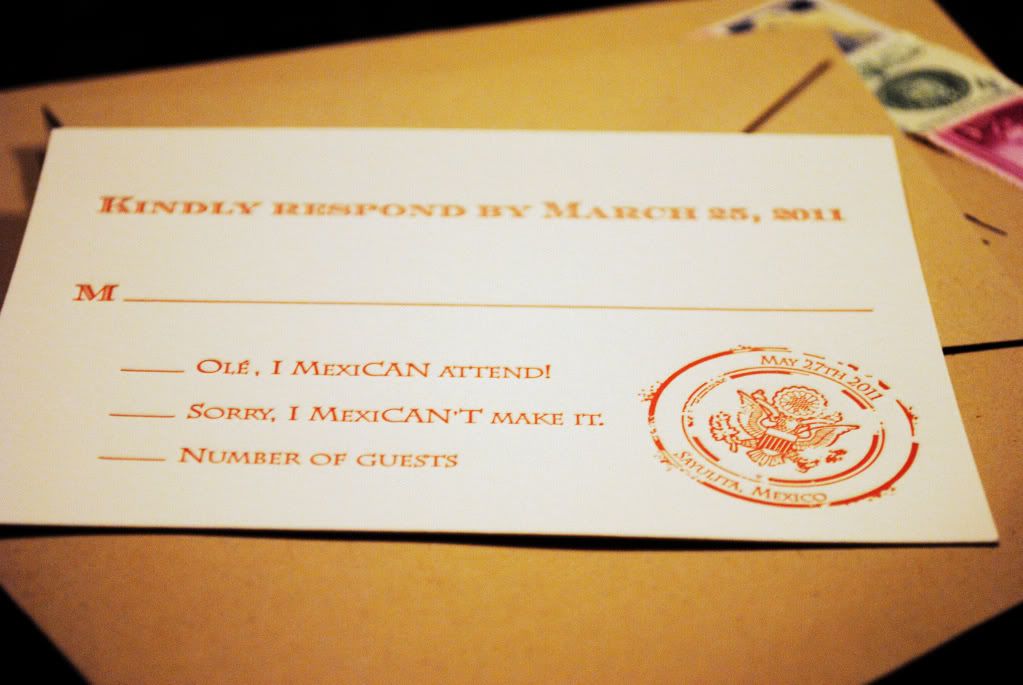 Kindly respond by March 25, 2011
M
Olé, I MexiCAN attend!
Sorry, I MexiCAN'T make it.
Number of guests
May 27th 2011
Sayulita, Mexico